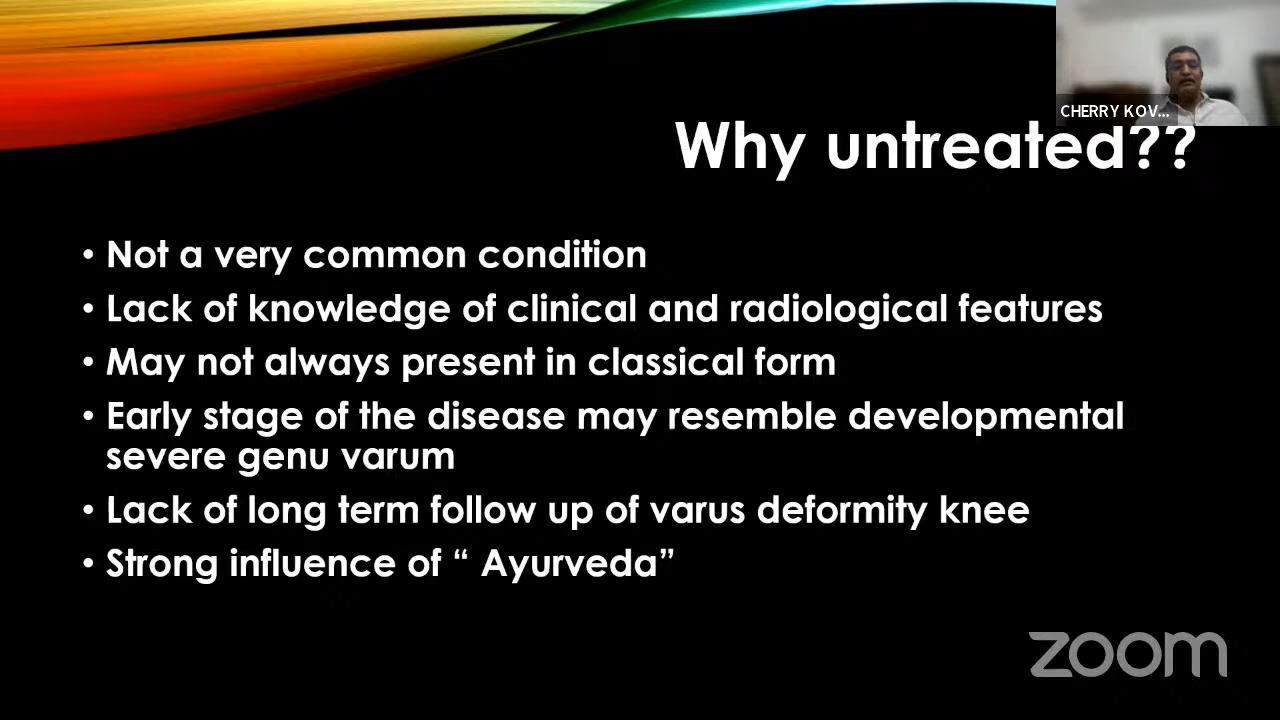 CHERRY KOV...
Why untreated??
• Not a very common condition
• Lack of knowledge of clinical and radiological features
• May not always present in classical form
• Early stage of the disease may resemble developmental
severe genu varum
• Lack of long term follow up of varus deformity knee
• Strong influence of “ Ayurveda”
zoom